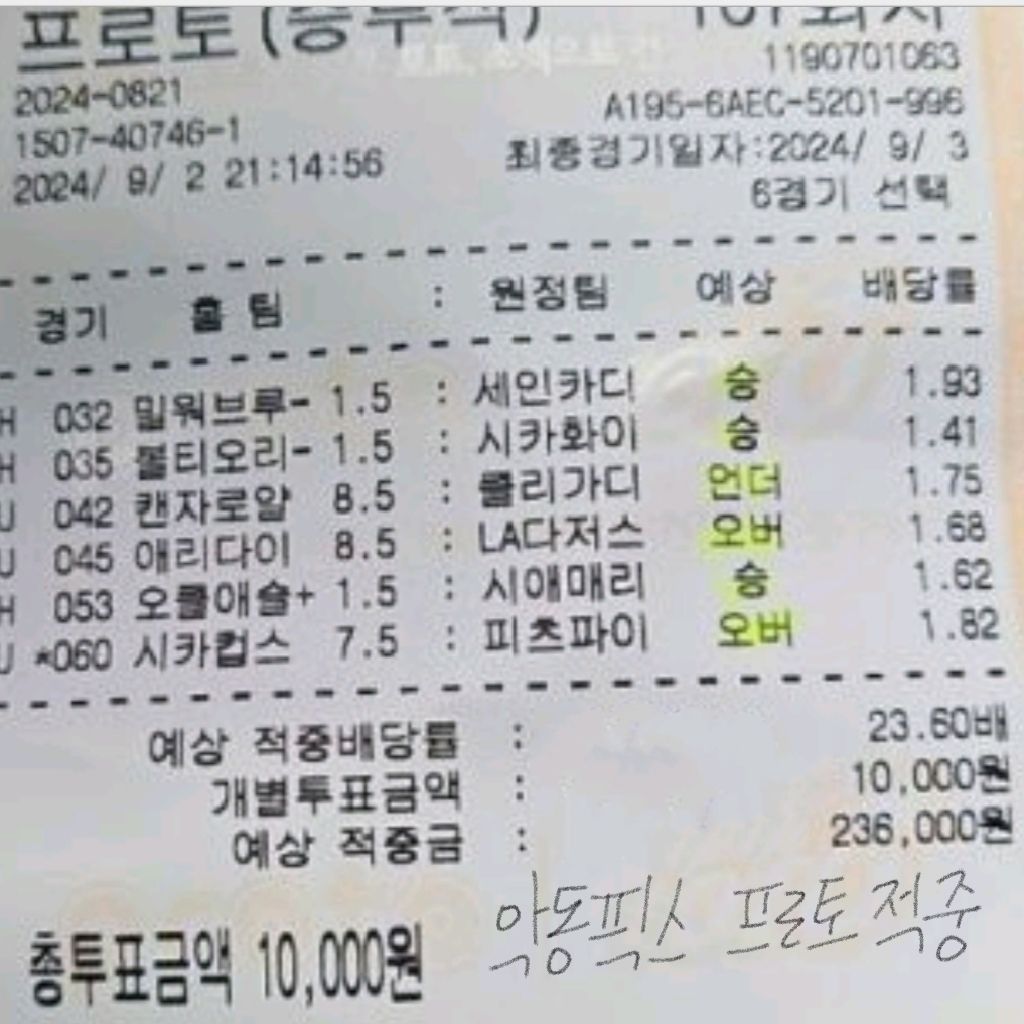 프로토(승부식) 101회차
1190701063
2024-0821 A195-6AEC-5201-996
1507-40746-1 최종경기일자:2024/ 9/ 3
2024/ 9/ 2 21:14:56 6경기 선택
경기 홈 팀 : 원정팀 예상 배당률
H 032 밀워브루- 1.5 : 세인카디 승 1.93
H 035 볼티오리- 1.5 : 시카화이 승 1.41
U 042 캔자로얄 8.5 : 클리가디 언더 1.75
U 045 애리다이 8.5 : LA다저스 오버 1.68
H 053 오클애슬+ 1.5 : 시애매리 승 1.62
U *060 시카컵스 7.5 : 피츠파이 오버 1.82
예상 적중배당률 : 23.60배
개별투표금액 : 10,000원
예상 적중금 : 236,000원
총투표금액 10,000원
악동픽스 프로토 적중